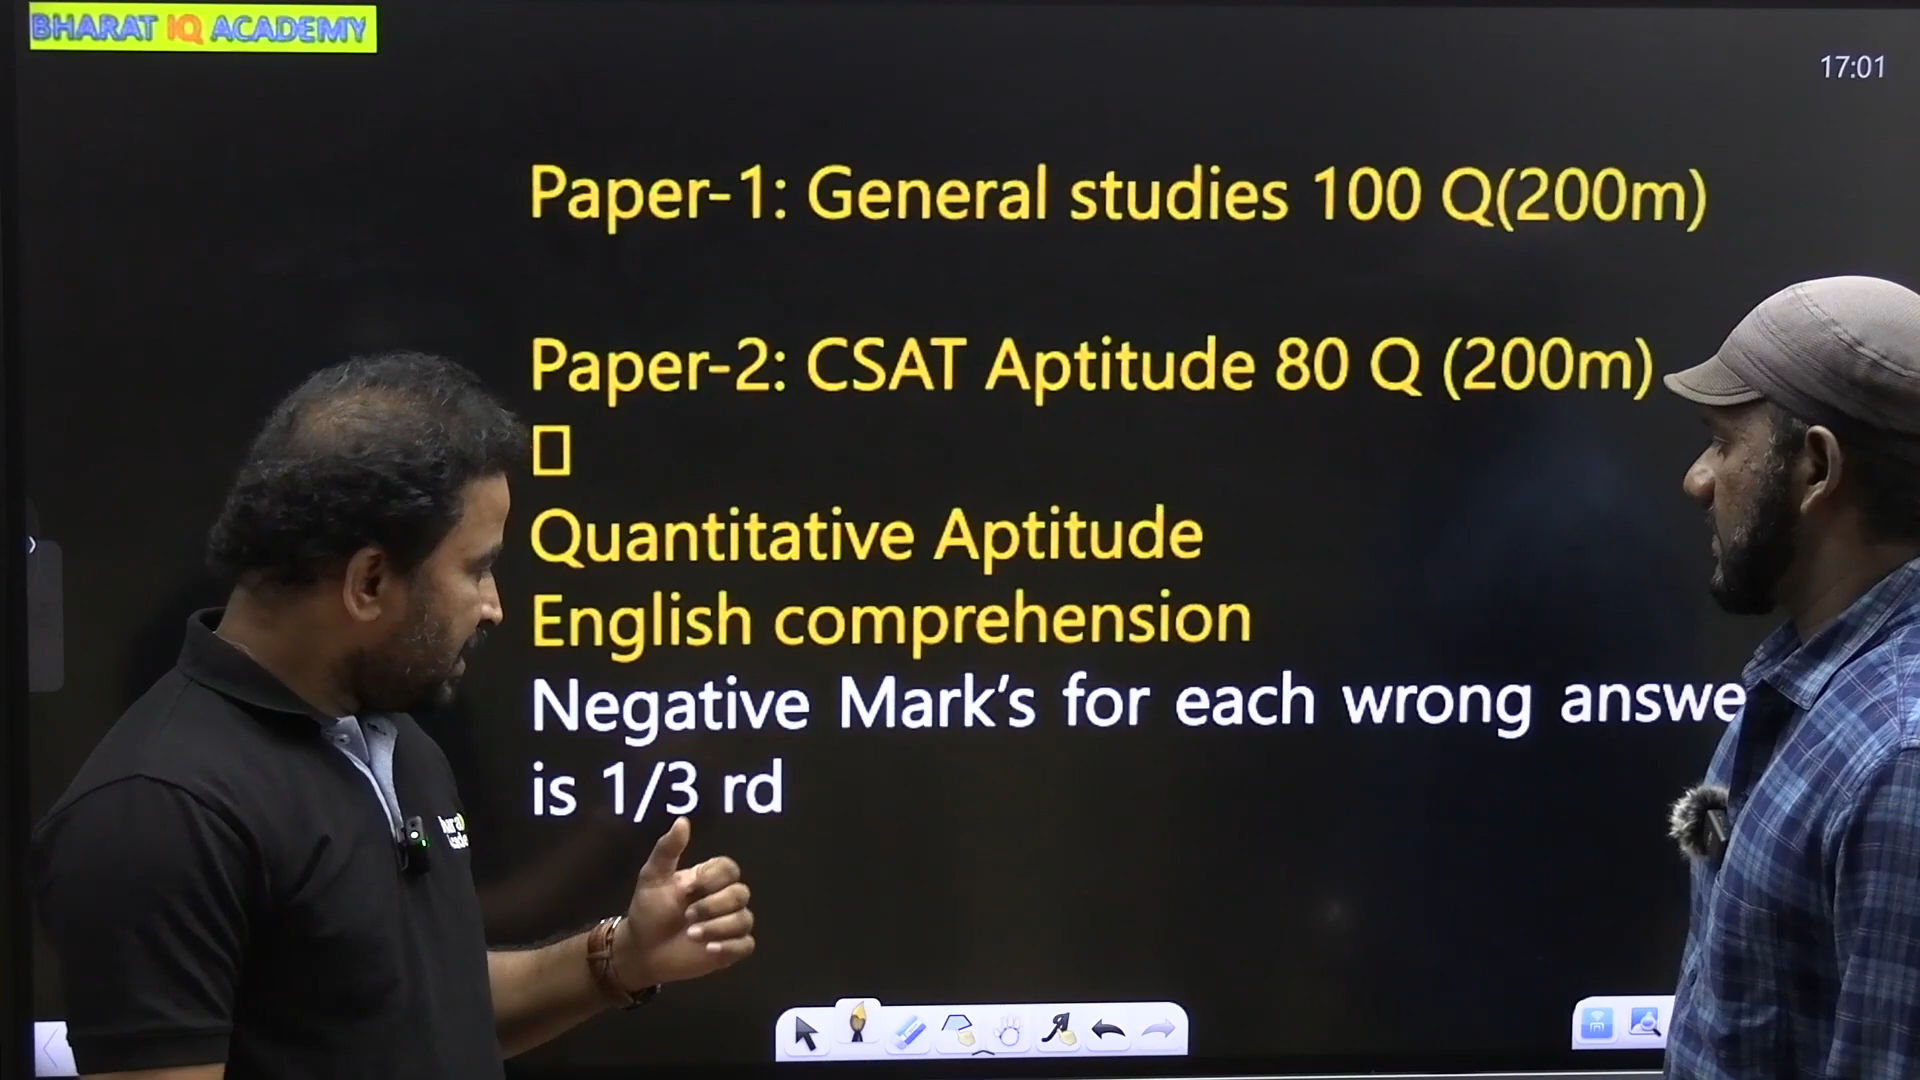 BHARAT IQ ACADEMY
17:01
Paper-1: General studies 100 Q(200m)
Paper-2: CSAT Aptitude 80 Q (200m)
Quantitative Aptitude
English comprehension
Negative Mark's for each wrong answe
is 1/3 rd